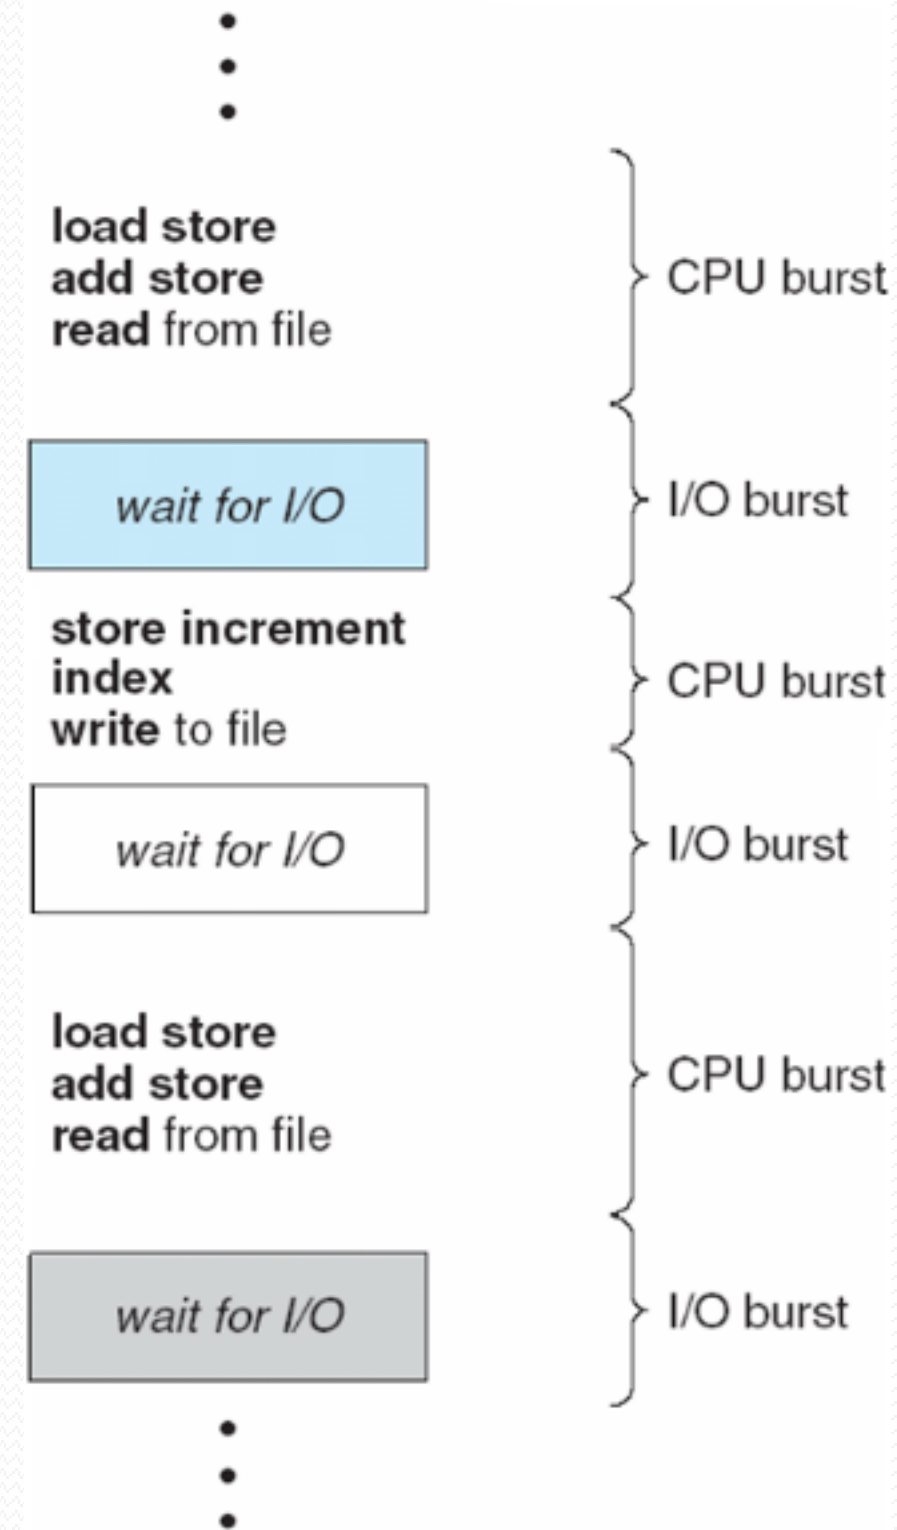 load store
add store
read from file
CPU burst
wait for I/O
I/O burst
store increment
index
write to file
CPU burst
wait for I/O
I/O burst
load store
add store
read from file
CPU burst
wait for I/O
I/O burst